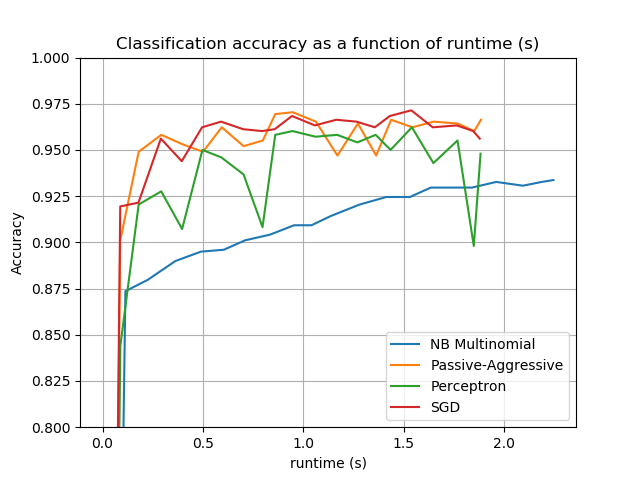 Classification accuracy as a function of runtime (s)
1.000
0.975
0.950
0.925
0.900
0.875
0.850
0.825
0.800
Accuracy
NB Multinomial
Passive-Aggressive
Perceptron
SGD
0.0 0.5 1.0 1.5 2.0
runtime (s)